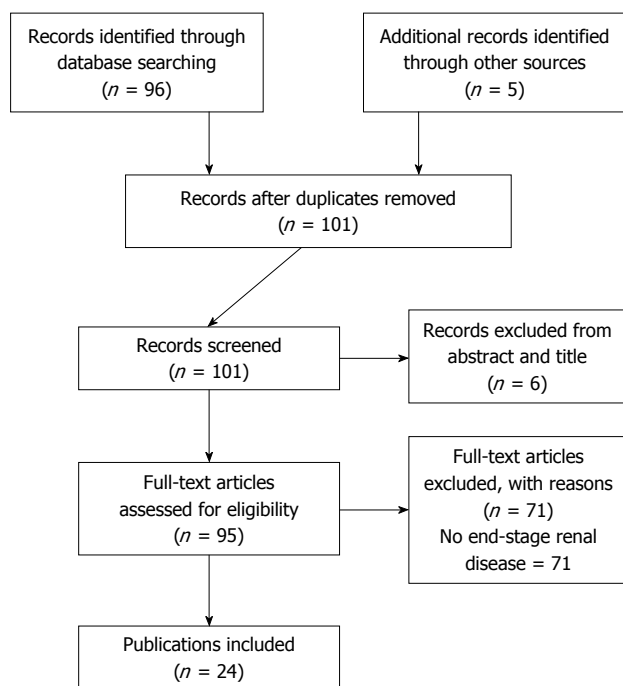 Records identified through
database searching
(n = 96)
Additional records identified
through other sources
(n = 5)
Records after duplicates removed
(n = 101)
Records screened
(n = 101)
Records excluded from
abstract and title
(n = 6)
Full-text articles
assessed for eligibility
(n = 95)
Full-text articles
excluded, with reasons
(n = 71)
No end-stage renal
disease = 71
Publications included
(n = 24)